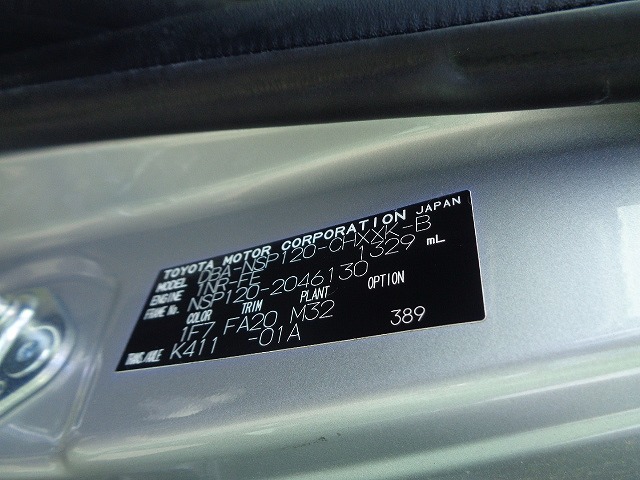 TOYOTA MOTOR CORPORATION JAPAN
MODEL DBA-NSP120-CHXXK-B
ENGINE 1NR-FE 1329 mL
FRAME No. NSP120-2046130
COLOR TRIM PLANT OPTION
1F7 FA20 M32
TRANS./AXLE K411 -01A 389